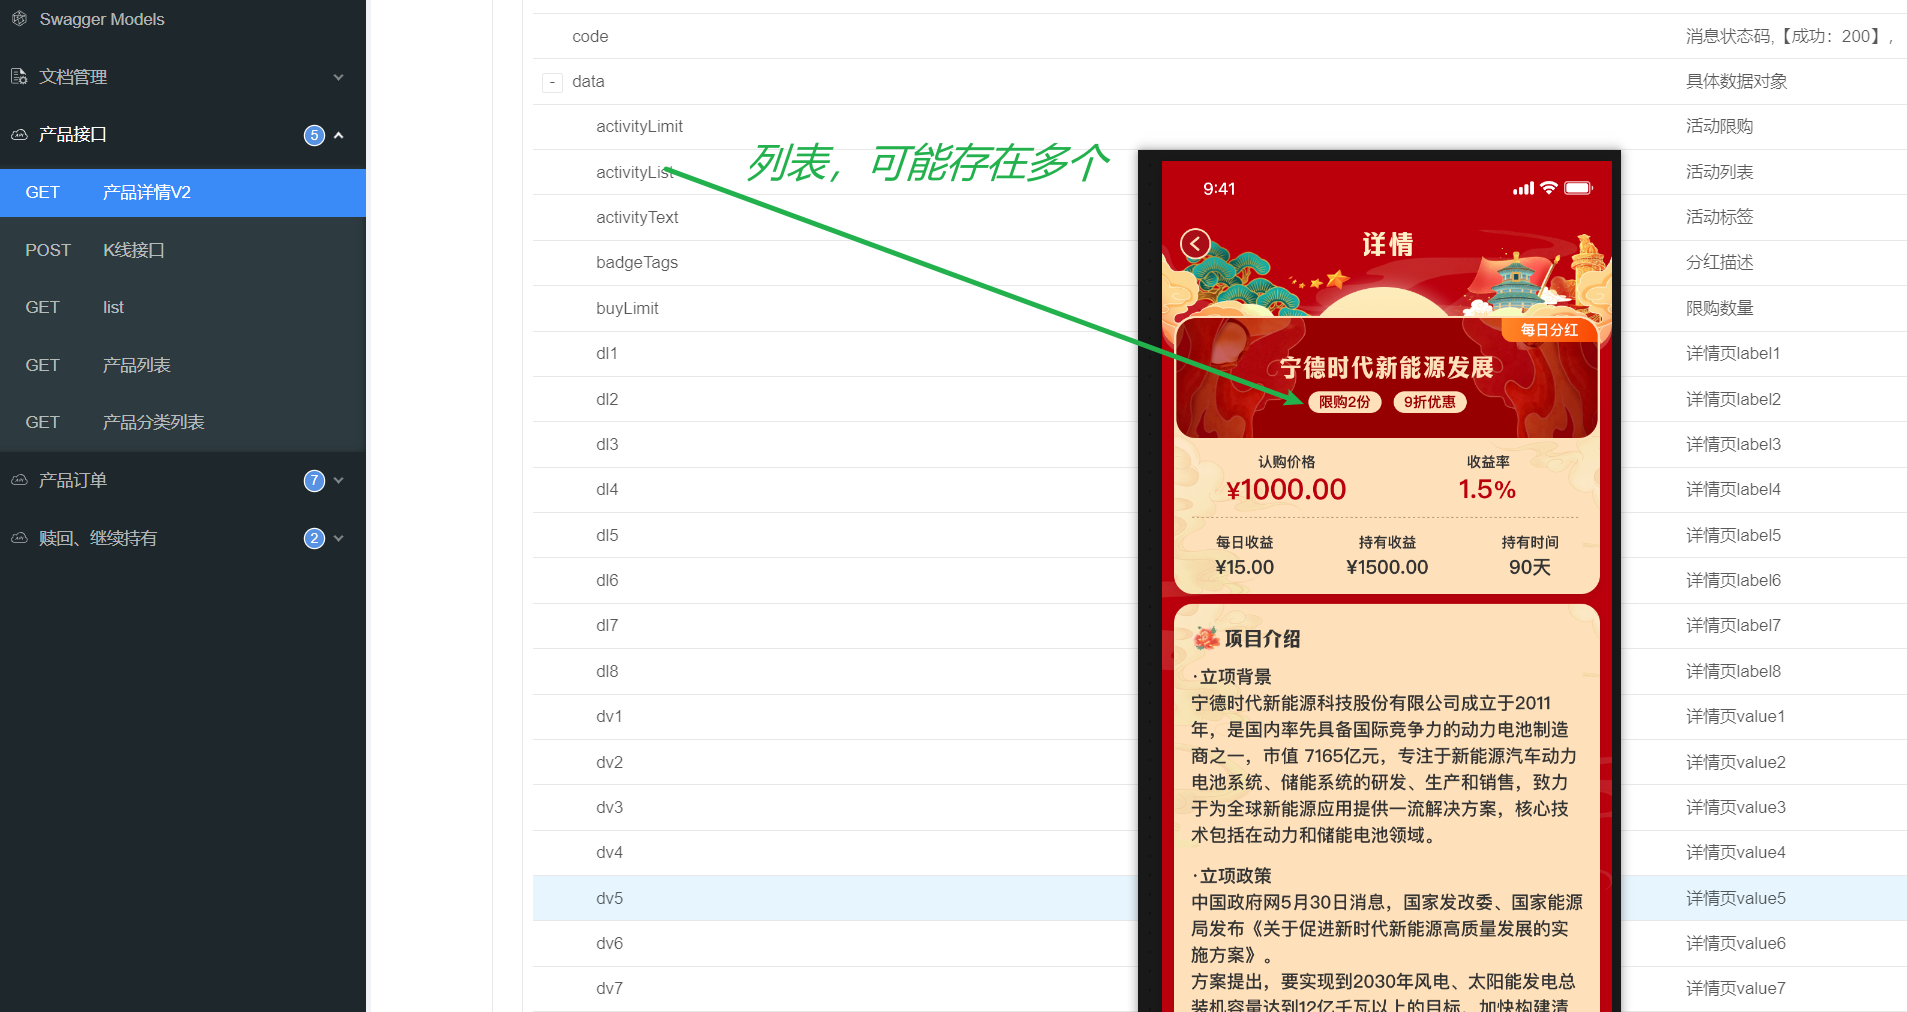 Swagger Models
文档管理
产品接口 5
GET 产品详情V2
POST K线接口
GET list
GET 产品列表
GET 产品分类列表
产品订单 7
赎回、继续持有 2
code 消息状态码,【成功：200】,
- data 具体数据对象
activityLimit 活动限购
activityList 活动列表
activityText 活动标签
badgeTags 分红描述
buyLimit 限购数量
dl1 详情页label1
dl2 详情页label2
dl3 详情页label3
dl4 详情页label4
dl5 详情页label5
dl6 详情页label6
dl7 详情页label7
dl8 详情页label8
dv1 详情页value1
dv2 详情页value2
dv3 详情页value3
dv4 详情页value4
dv5 详情页value5
dv6 详情页value6
dv7 详情页value7
列表，可能存在多个
9:41
详情
每日分红
宁德时代新能源发展
限购2份 9折优惠
认购价格 收益率
¥1000.00 1.5%
每日收益 持有收益 持有时间
¥15.00 ¥1500.00 90天
项目介绍
·立项背景
宁德时代新能源科技股份有限公司成立于2011
年，是国内率先具备国际竞争力的动力电池制造
商之一，市值 7165亿元，专注于新能源汽车动力
电池系统、储能系统的研发、生产和销售，致力
于为全球新能源应用提供一流解决方案，核心技
术包括在动力和储能电池领域。
·立项政策
中国政府网5月30日消息，国家发改委、国家能源
局发布《关于促进新时代新能源高质量发展的实
施方案》。
方案提出，要实现到2030年风电、太阳能发电总
装机容量达到12亿千瓦以上的目标，加快构建清